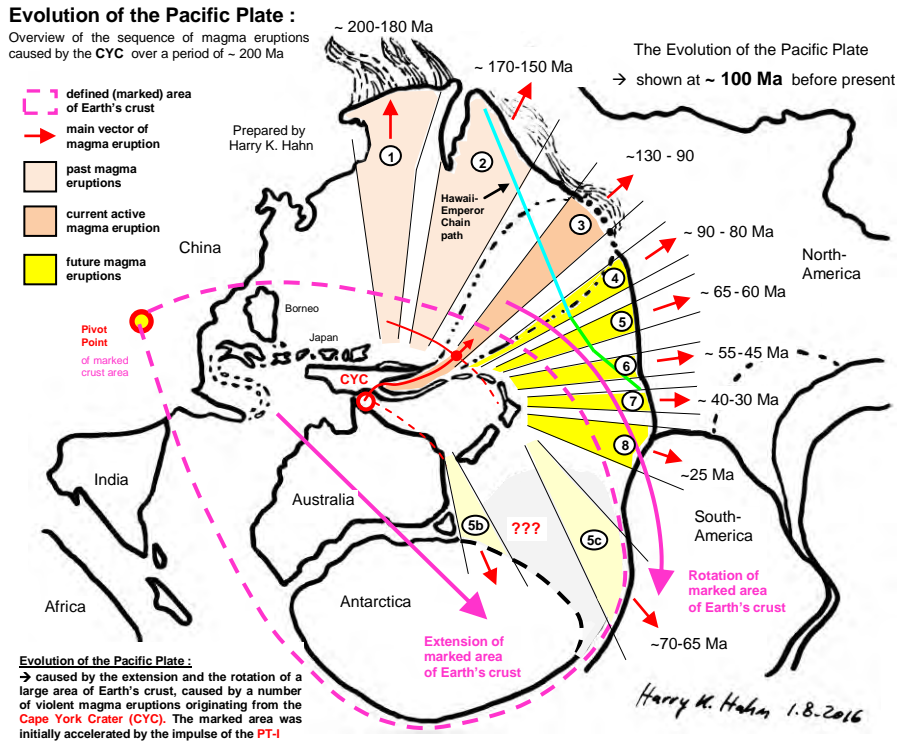 Evolution of the Pacific Plate :
Overview of the sequence of magma eruptions
caused by the CYC over a period of ~ 200 Ma
defined (marked) area
of Earth's crust
main vector of
magma eruption
past magma
eruptions
current active
magma eruption
future magma
eruptions
Prepared by
Harry K. Hahn
The Evolution of the Pacific Plate
→ shown at ~ 100 Ma before present
~ 200-180 Ma
~ 170-150 Ma
~130 - 90
~ 90 - 80 Ma
~ 65 - 60 Ma
~ 55-45 Ma
~ 40-30 Ma
~25 Ma
~70-65 Ma
1
2
3
4
5
6
7
8
5b
???
5c
Hawaii-
Emperor
Chain
path
China
North-
America
Borneo
Japan
CYC
Pivot
Point
of marked
crust area
India
Australia
South-
America
Africa
Antarctica
Rotation of
marked area
of Earth's crust
Extension of
marked area
of Earth's crust
Evolution of the Pacific Plate :
→ caused by the extension and the rotation of a
large area of Earth's crust, caused by a number
of violent magma eruptions originating from the
Cape York Crater (CYC). The marked area was
initially accelerated by the impulse of the PT-I
Harry K. Hahn 1.8.2016